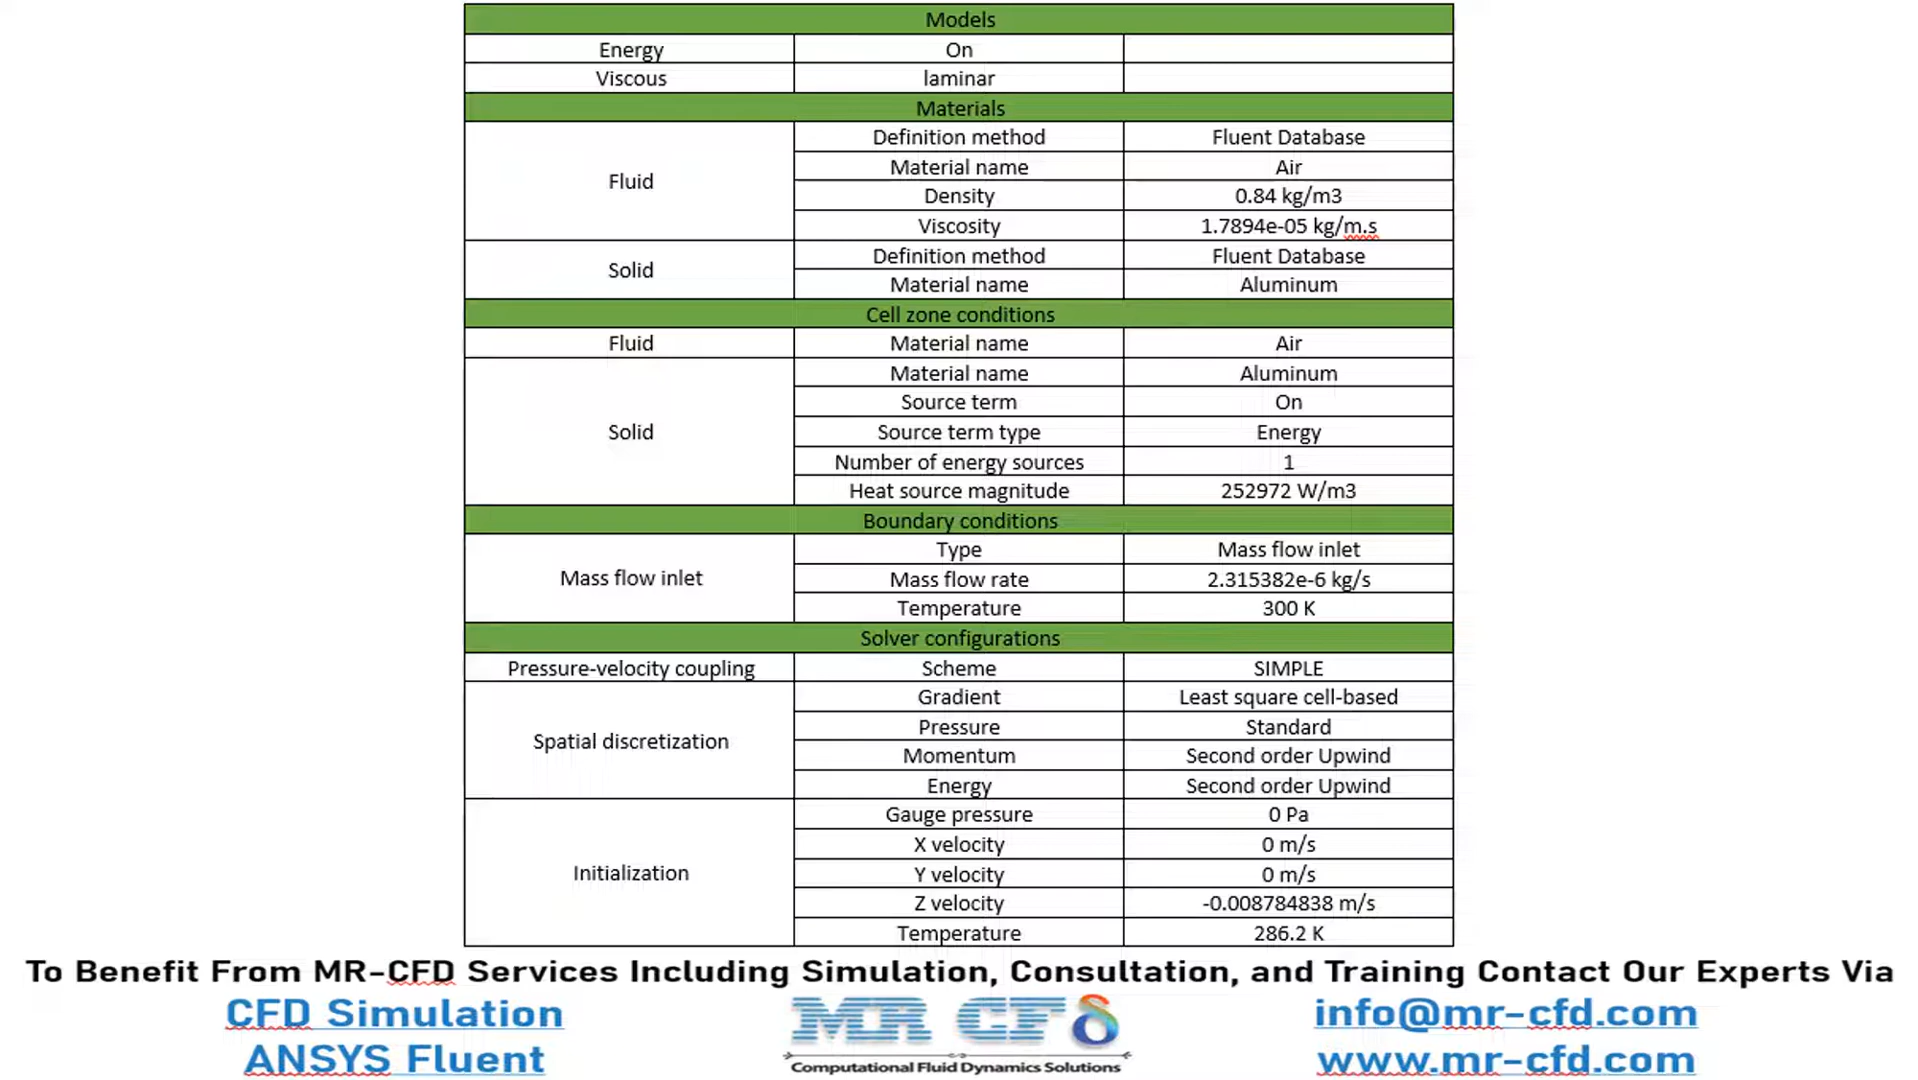 Models
Energy On
Viscous laminar
Materials
Fluid Definition method Fluent Database
Material name Air
Density 0.84 kg/m3
Viscosity 1.7894e-05 kg/m.s
Solid Definition method Fluent Database
Material name Aluminum
Cell zone conditions
Fluid Material name Air
Solid Material name Aluminum
Source term On
Source term type Energy
Number of energy sources 1
Heat source magnitude 252972 W/m3
Boundary conditions
Mass flow inlet Type Mass flow inlet
Mass flow rate 2.315382e-6 kg/s
Temperature 300 K
Solver configurations
Pressure-velocity coupling Scheme SIMPLE
Spatial discretization Gradient Least square cell-based
Pressure Standard
Momentum Second order Upwind
Energy Second order Upwind
Initialization Gauge pressure 0 Pa
X velocity 0 m/s
Y velocity 0 m/s
Z velocity -0.008784838 m/s
Temperature 286.2 K
To Benefit From MR-CFD Services Including Simulation, Consultation, and Training Contact Our Experts Via
CFD Simulation
ANSYS Fluent
MR CFδ
Computational Fluid Dynamics Solutions
info@mr-cfd.com
www.mr-cfd.com